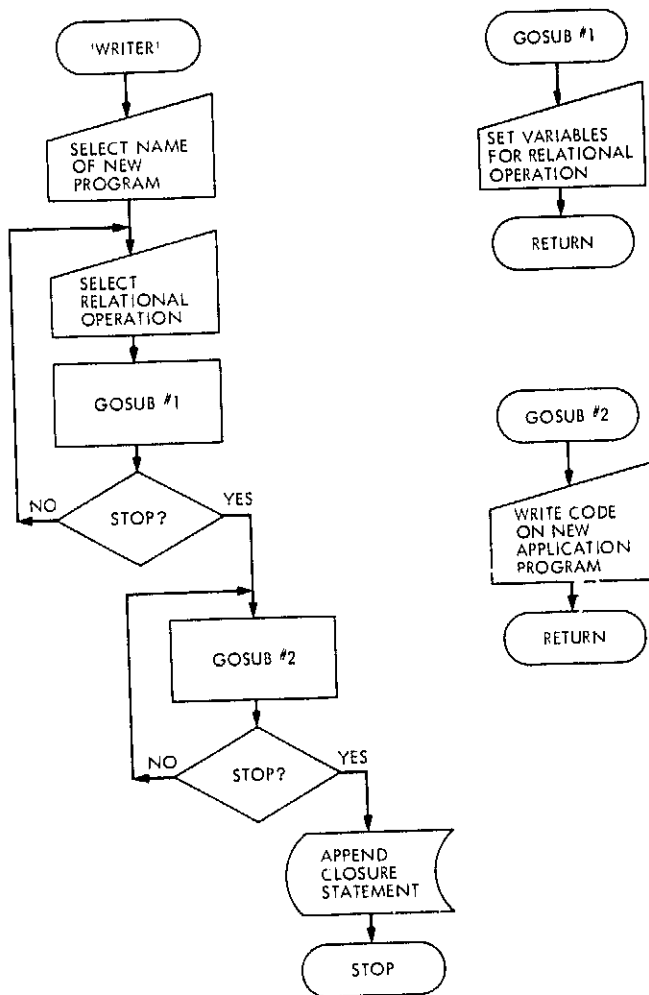 'WRITER'
SELECT NAME
OF NEW
PROGRAM
SELECT
RELATIONAL
OPERATION
GOSUB #1
NO
STOP?
YES
GOSUB #2
NO
STOP?
YES
APPEND
CLOSURE
STATEMENT
STOP
GOSUB #1
SET VARIABLES
FOR RELATIONAL
OPERATION
RETURN
GOSUB #2
WRITE CODE
ON NEW
APPLICATION
PROGRAM
RETURN